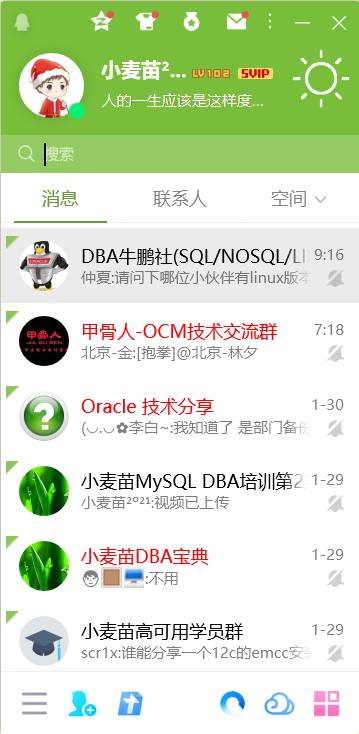 小麦苗²... LV102 SVIP
人的一生应该是这样度...
搜索
消息 联系人 空间
DBA牛鹏社(SQL/NOSQL/LI 9:16
仲夏:请问下哪位小伙伴有linux版本
甲骨人-OCM技术交流群 7:18
甲骨人
JIA GU REN
北京-金:[抱拳]@北京-林夕
Oracle 技术分享 1-30
(◡.◡✿李白~:我知道了 是部门备份
小麦苗MySQL DBA培训第2 1-29
小麦苗²⁰²¹:视频已上传
小麦苗DBA宝典 1-29
:不用
小麦苗高可用学员群 1-29
scr1x:谁能分享一个12c的emcc安